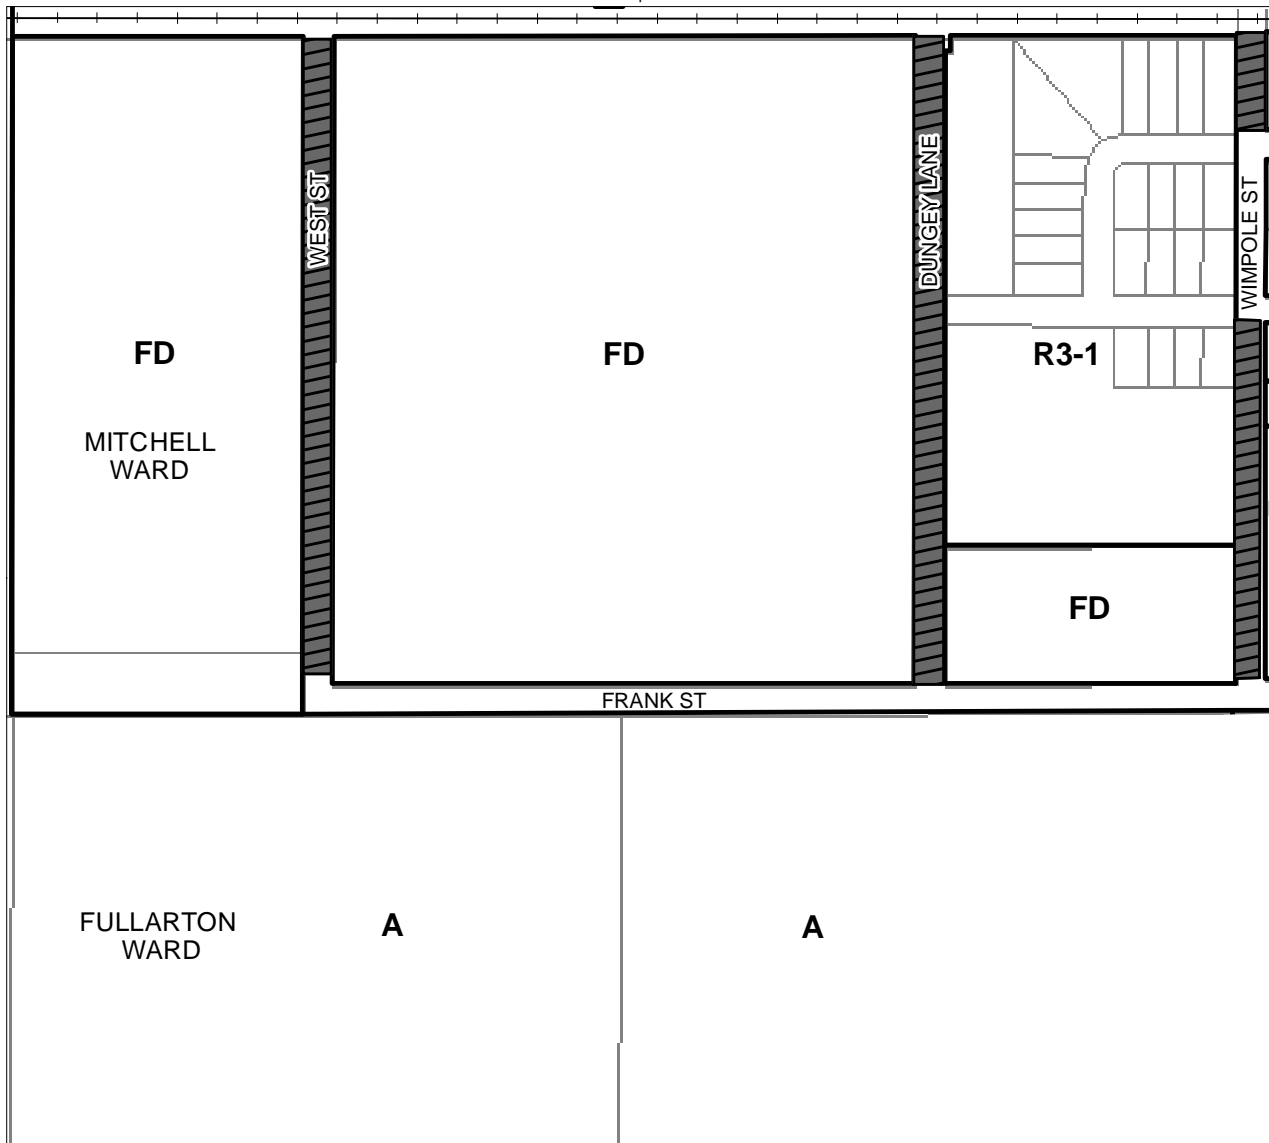 WEST ST
DUNGEY LANE
WIMPOLE ST
FD
FD
R3-1
MITCHELL
WARD
FD
FRANK ST
FULLARTON
WARD
A
A